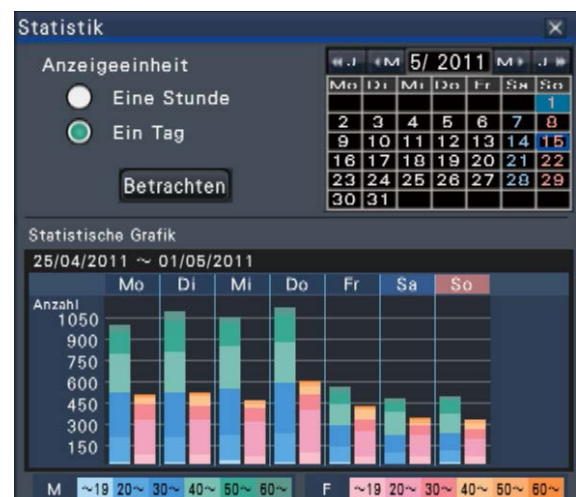 Statistik
Anzeigeeinheit
Eine Stunde
Ein Tag
Betrachten
J M 5/ 2011 M J
Mo Di Mi Do Fr Sa So
1
2 3 4 5 6 7 8
9 10 11 12 13 14 15
16 17 18 19 20 21 22
23 24 25 26 27 28 29
30 31
Statistische Grafik
25/04/2011 ~ 01/05/2011
Mo Di Mi Do Fr Sa So
Anzahl
1050
900
750
600
450
300
150
M ~19 20~ 30~ 40~ 50~ 60~ F ~19 20~ 30~ 40~ 50~ 60~